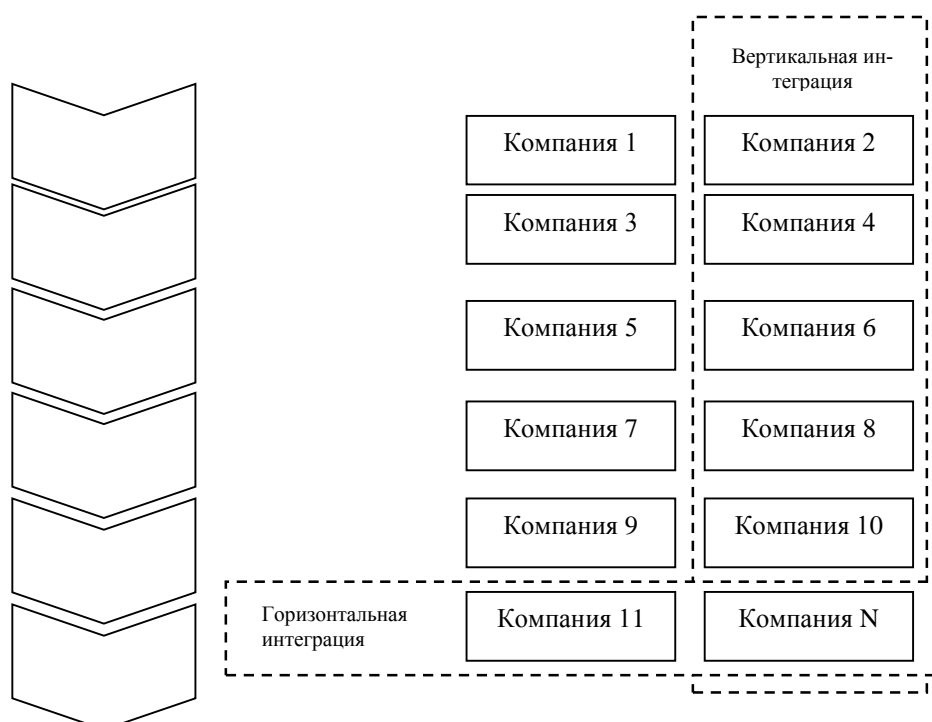 Вертикальная ин-
теграция
Компания 1
Компания 2
Компания 3
Компания 4
Компания 5
Компания 6
Компания 7
Компания 8
Компания 9
Компания 10
Горизонтальная
интеграция
Компания 11
Компания N